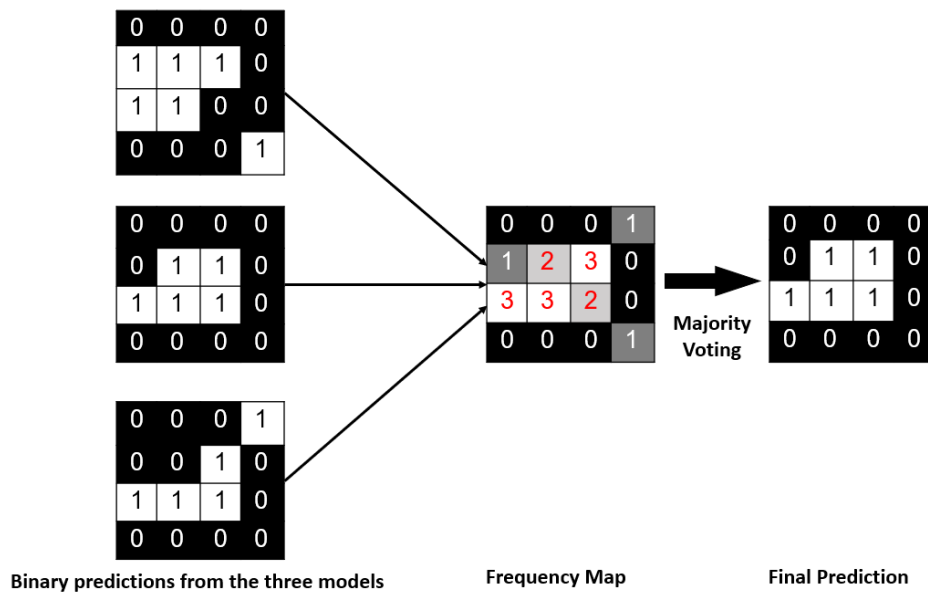 0 0 0 0
1 1 1 0
1 1 0 0
0 0 0 1
0 0 0 0
0 1 1 0
1 1 1 0
0 0 0 0
0 0 0 1
0 0 1 0
1 1 1 0
0 0 0 0
Binary predictions from the three models
0 0 0 1
1 2 3 0
3 3 2 0
0 0 0 1
Frequency Map
Majority
Voting
0 0 0 0
0 1 1 0
1 1 1 0
0 0 0 0
Final Prediction